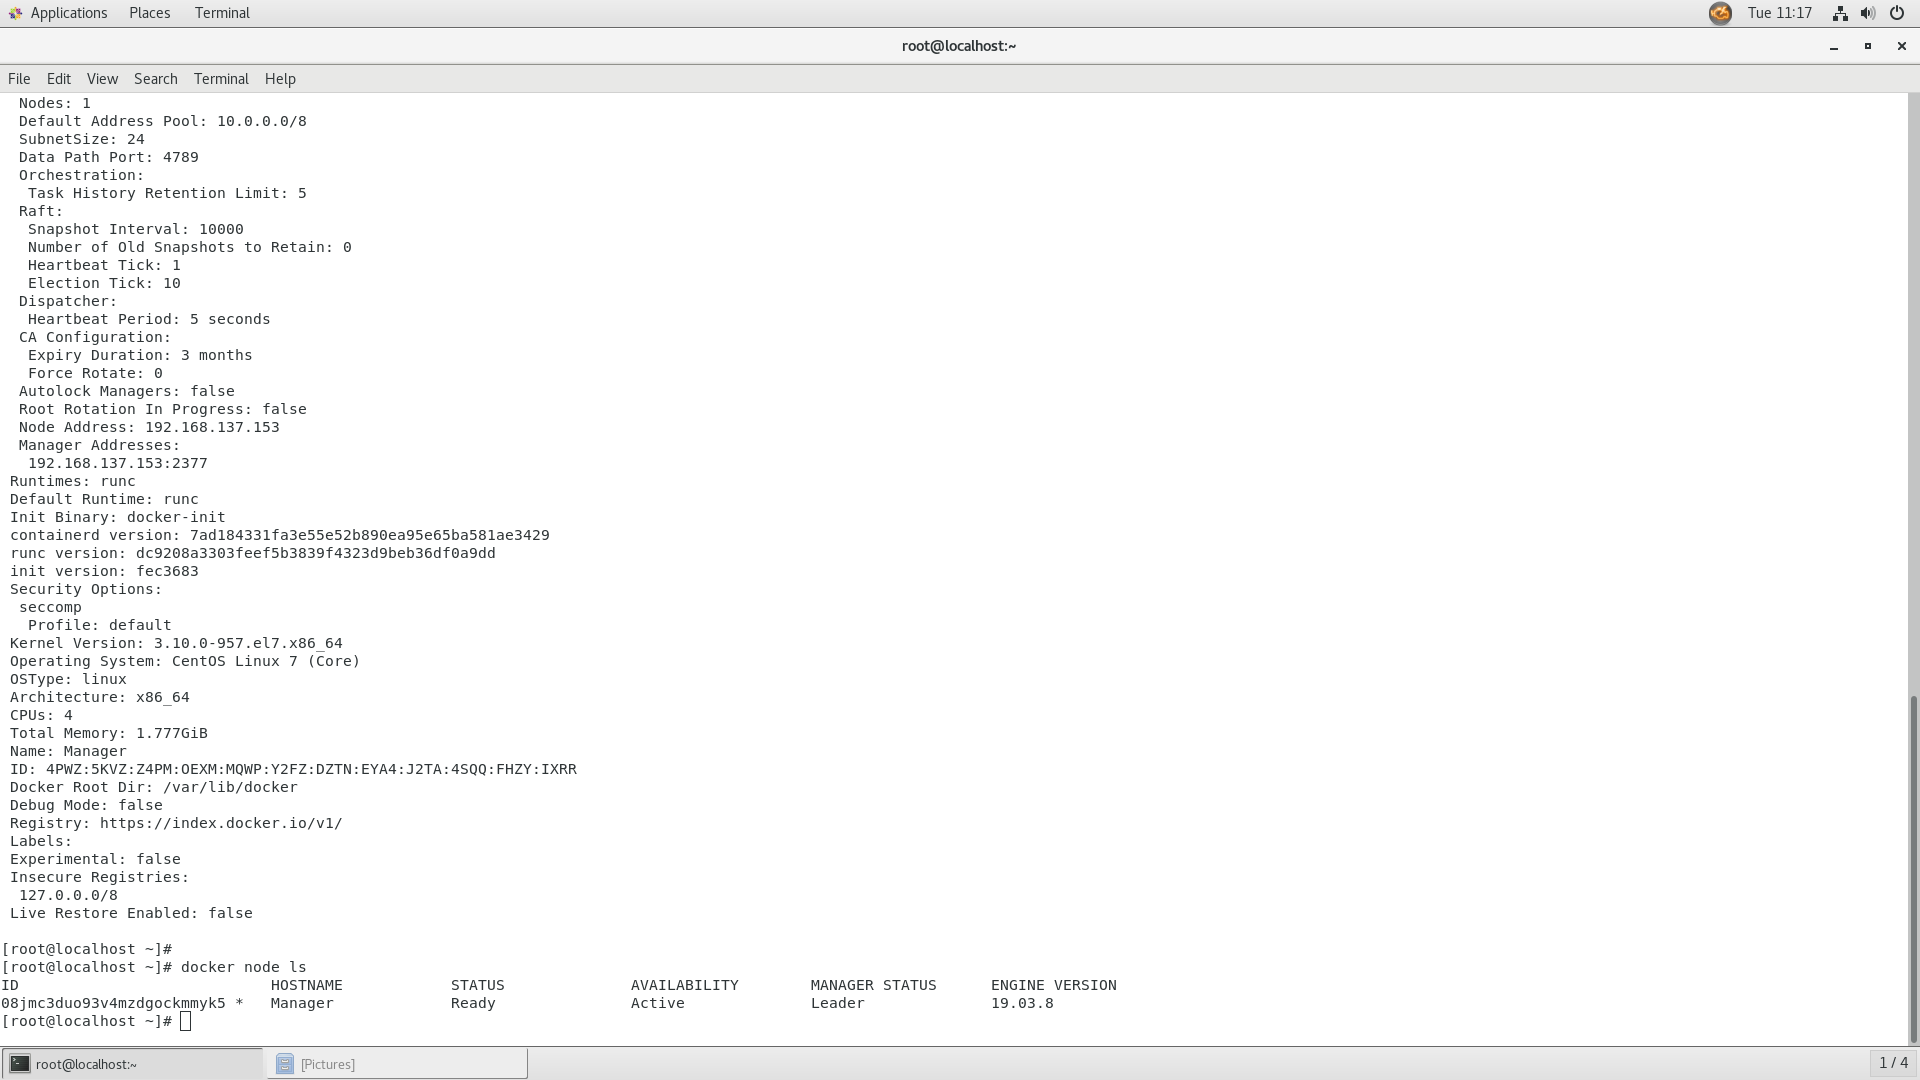 Applications Places Terminal Tue 11:17
root@localhost:~
File Edit View Search Terminal Help
Nodes: 1
Default Address Pool: 10.0.0.0/8
SubnetSize: 24
Data Path Port: 4789
Orchestration:
Task History Retention Limit: 5
Raft:
Snapshot Interval: 10000
Number of Old Snapshots to Retain: 0
Heartbeat Tick: 1
Election Tick: 10
Dispatcher:
Heartbeat Period: 5 seconds
CA Configuration:
Expiry Duration: 3 months
Force Rotate: 0
Autolock Managers: false
Root Rotation In Progress: false
Node Address: 192.168.137.153
Manager Addresses:
192.168.137.153:2377
Runtimes: runc
Default Runtime: runc
Init Binary: docker-init
containerd version: 7ad184331fa3e55e52b890ea95e65ba581ae3429
runc version: dc9208a3303feef5b3839f4323d9beb36df0a9dd
init version: fec3683
Security Options:
seccomp
Profile: default
Kernel Version: 3.10.0-957.el7.x86_64
Operating System: CentOS Linux 7 (Core)
OSType: linux
Architecture: x86_64
CPUs: 4
Total Memory: 1.777GiB
Name: Manager
ID: 4PWZ:5KVZ:Z4PM:OEXM:MQWP:Y2FZ:DZTN:EYA4:J2TA:4SQQ:FHZY:IXRR
Docker Root Dir: /var/lib/docker
Debug Mode: false
Registry: https://index.docker.io/v1/
Labels:
Experimental: false
Insecure Registries:
127.0.0.0/8
Live Restore Enabled: false
[root@localhost ~]#
[root@localhost ~]# docker node ls
ID HOSTNAME STATUS AVAILABILITY MANAGER STATUS ENGINE VERSION
08jmc3duo93v4mzdgockmmyk5 * Manager Ready Active Leader 19.03.8
[root@localhost ~]#
root@localhost:~ [Pictures] 1 / 4